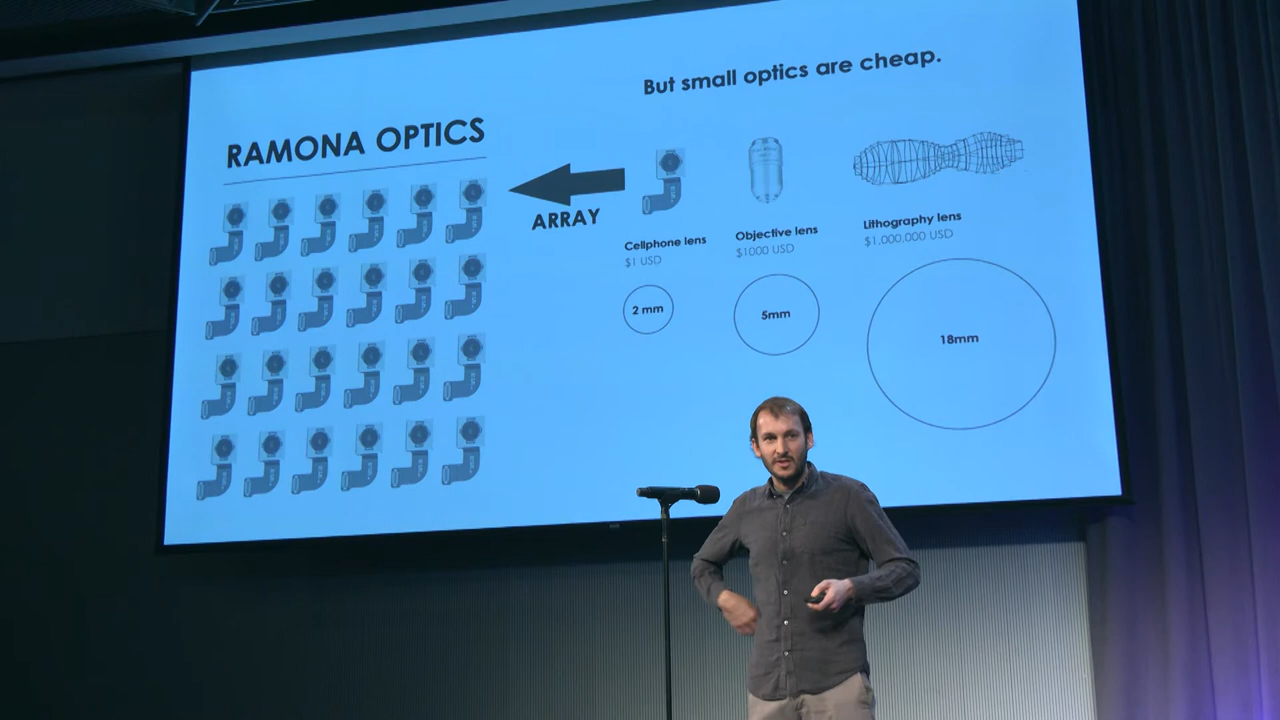 But small optics are cheap.
RAMONA OPTICS
ARRAY
Cellphone lens
$1 USD
Objective lens
$1000 USD
Lithography lens
$1,000,000 USD
2 mm
5mm
18mm